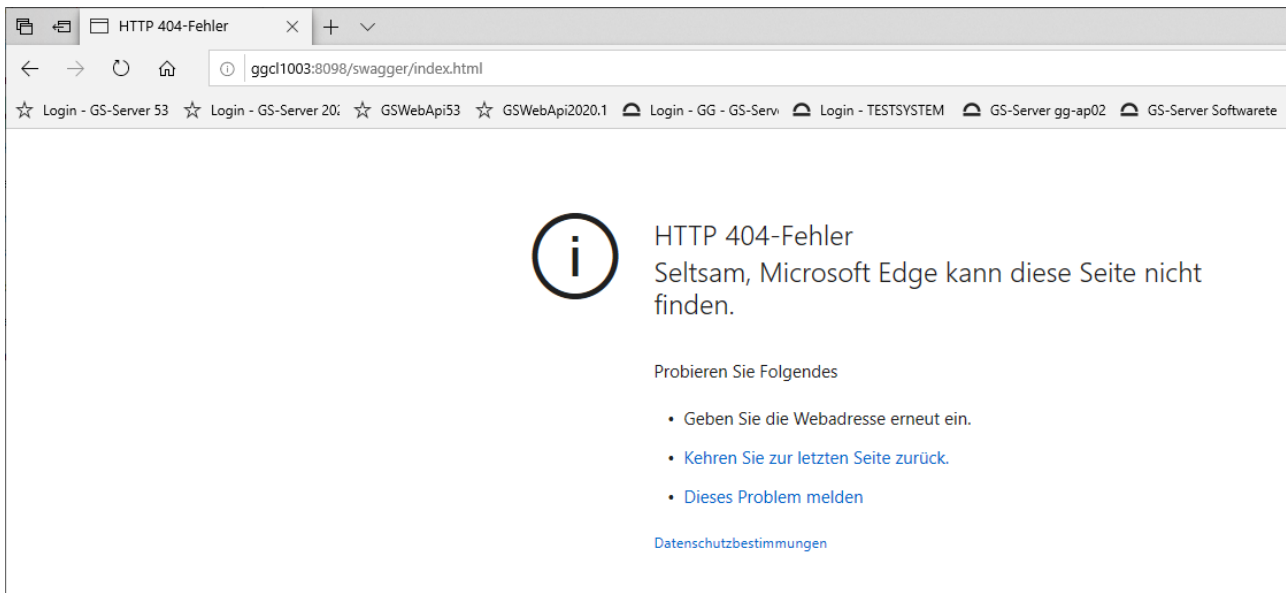 HTTP 404-Fehler
ggcl1003:8098/swagger/index.html
Login - GS-Server 53 Login - GS-Server 202 GSWebApi53 GSWebApi2020.1 Login - GG - GS-Serv Login - TESTSYSTEM GS-Server gg-ap02 GS-Server Softwarete
HTTP 404-Fehler
Seltsam, Microsoft Edge kann diese Seite nicht
finden.
Probieren Sie Folgendes
• Geben Sie die Webadresse erneut ein.
• Kehren Sie zur letzten Seite zurück.
• Dieses Problem melden
Datenschutzbestimmungen